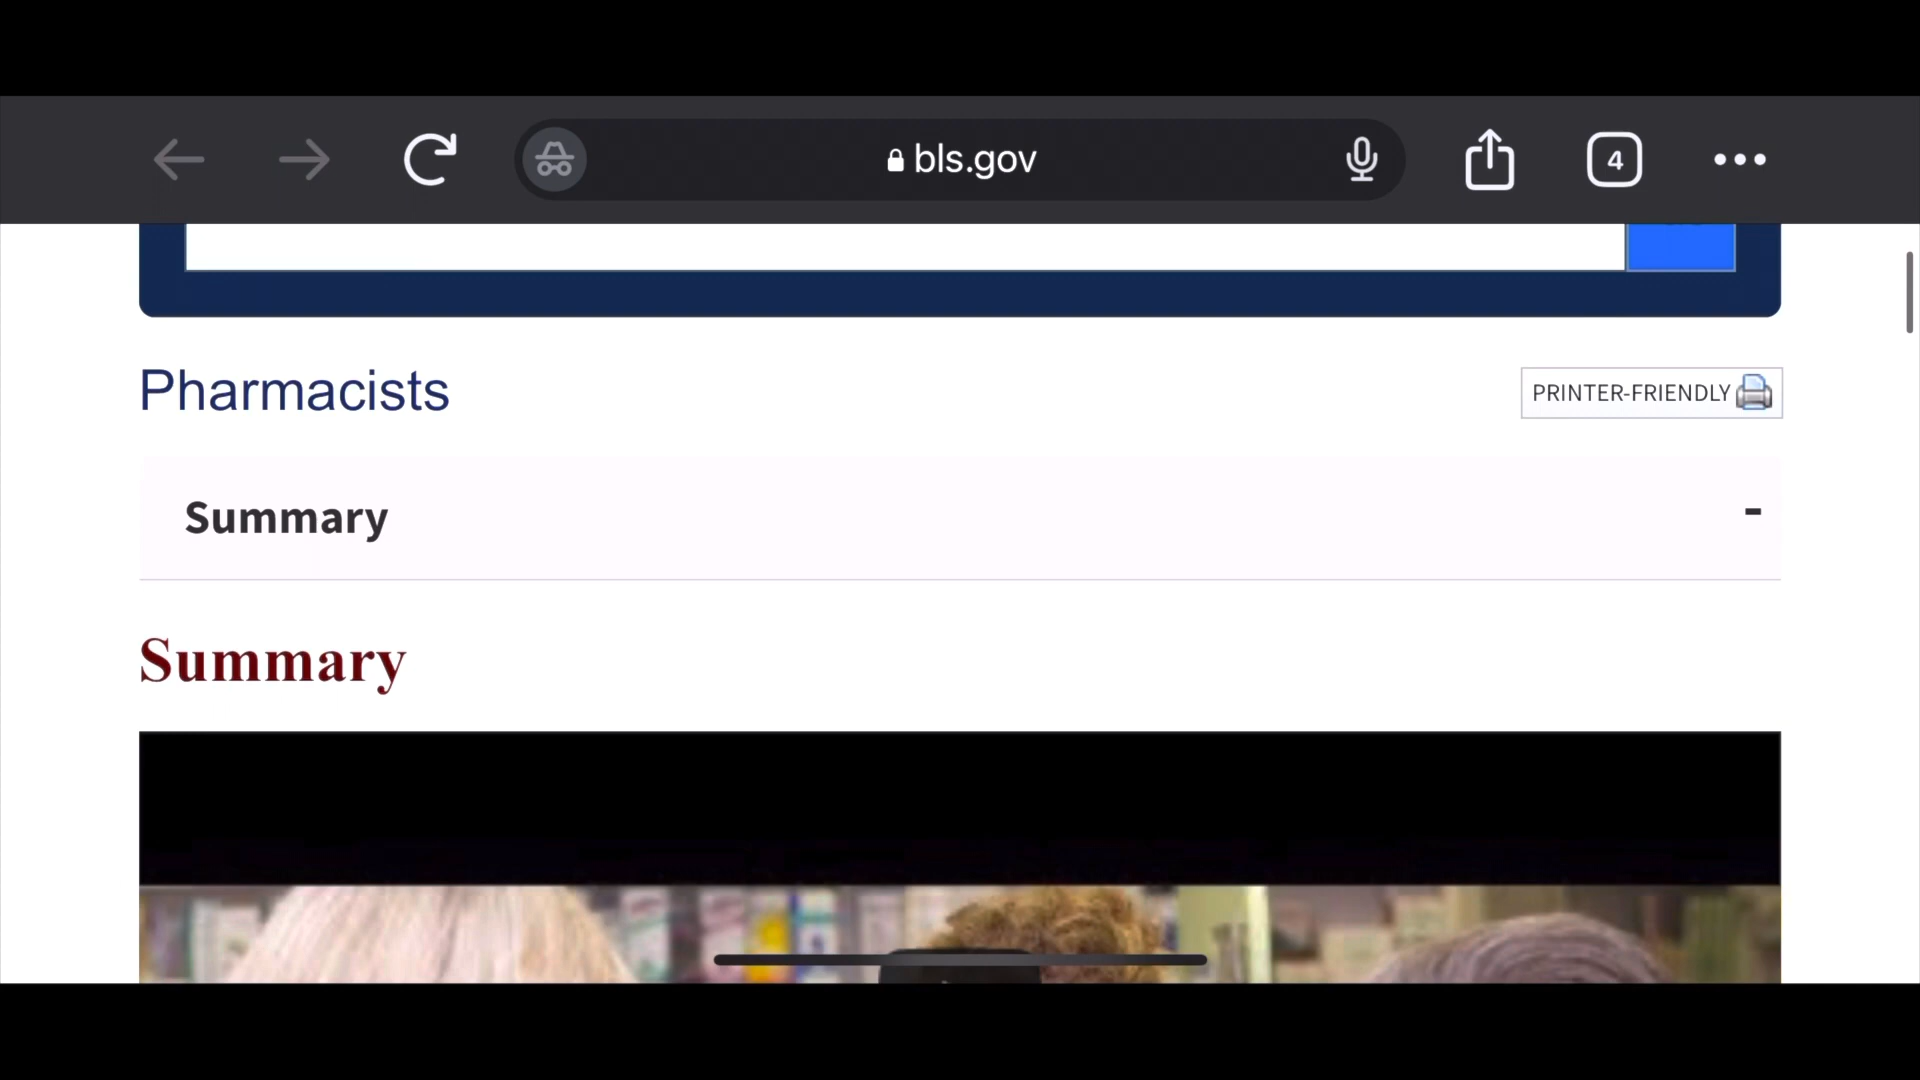 bls.gov
4
Pharmacists
PRINTER-FRIENDLY
Summary
-
Summary